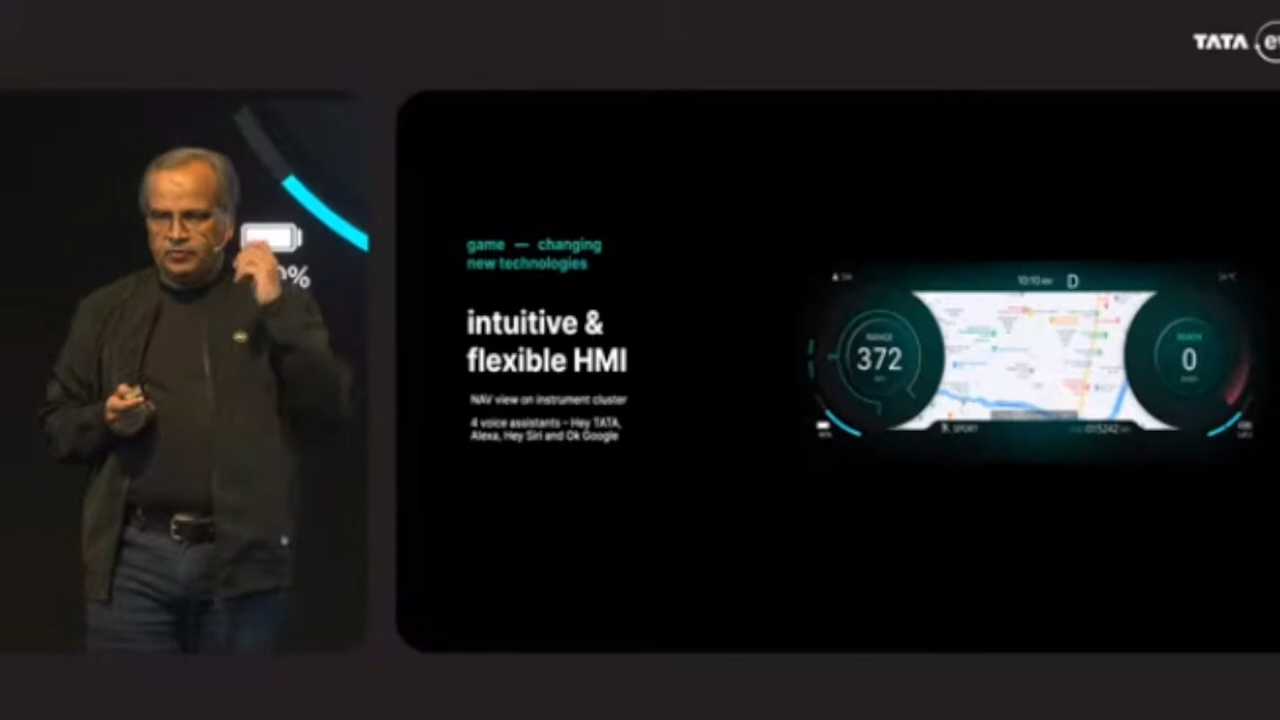 TATA .ev
%
game — changing
new technologies
intuitive &
flexible HMI
NAV view on instrument cluster
4 voice assistants - Hey TATA,
Alexa, Hey Siri and Ok Google
10:10
D
RANGE
372
0
SPORT